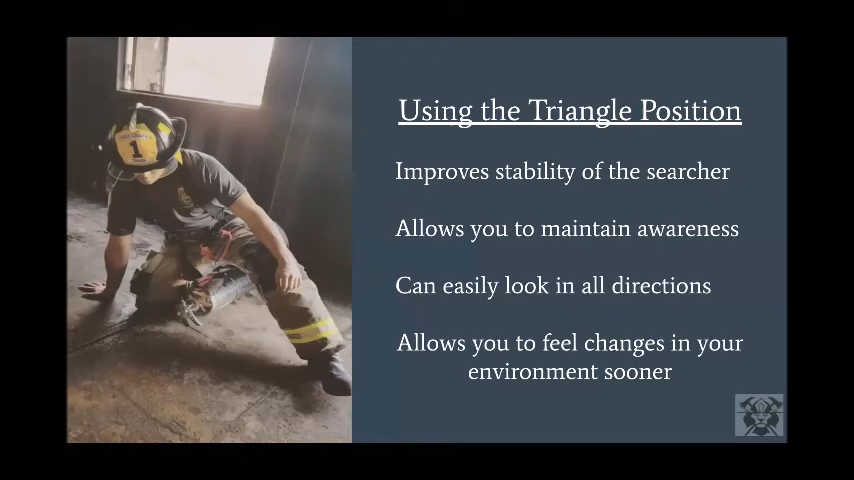 Using the Triangle Position
Improves stability of the searcher
Allows you to maintain awareness
Can easily look in all directions
Allows you to feel changes in your
environment sooner
1